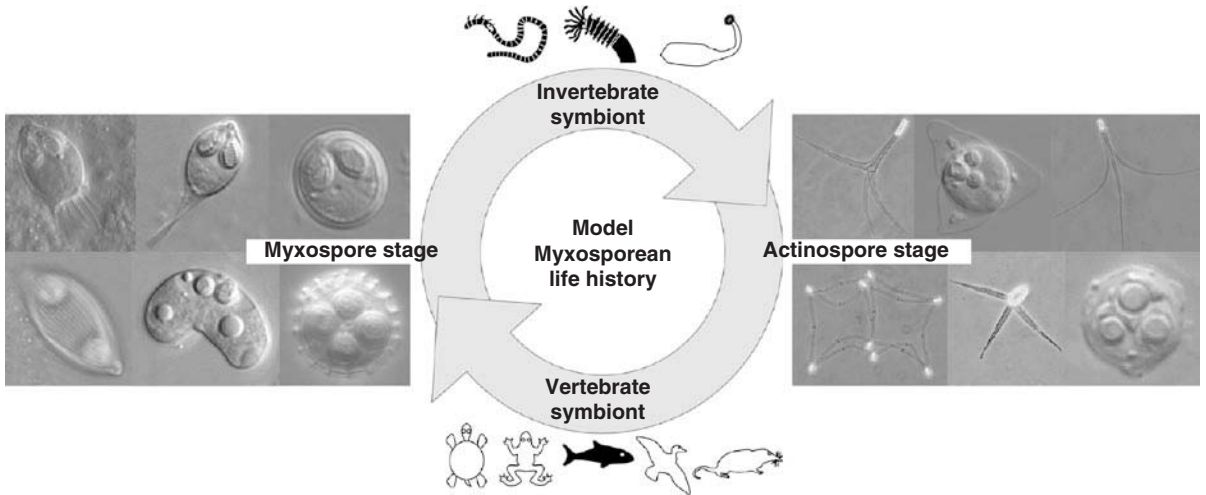 Invertebrate
symbiont
Myxospore stage
Model
Myxosporean
life history
Actinospore stage
Vertebrate
symbiont